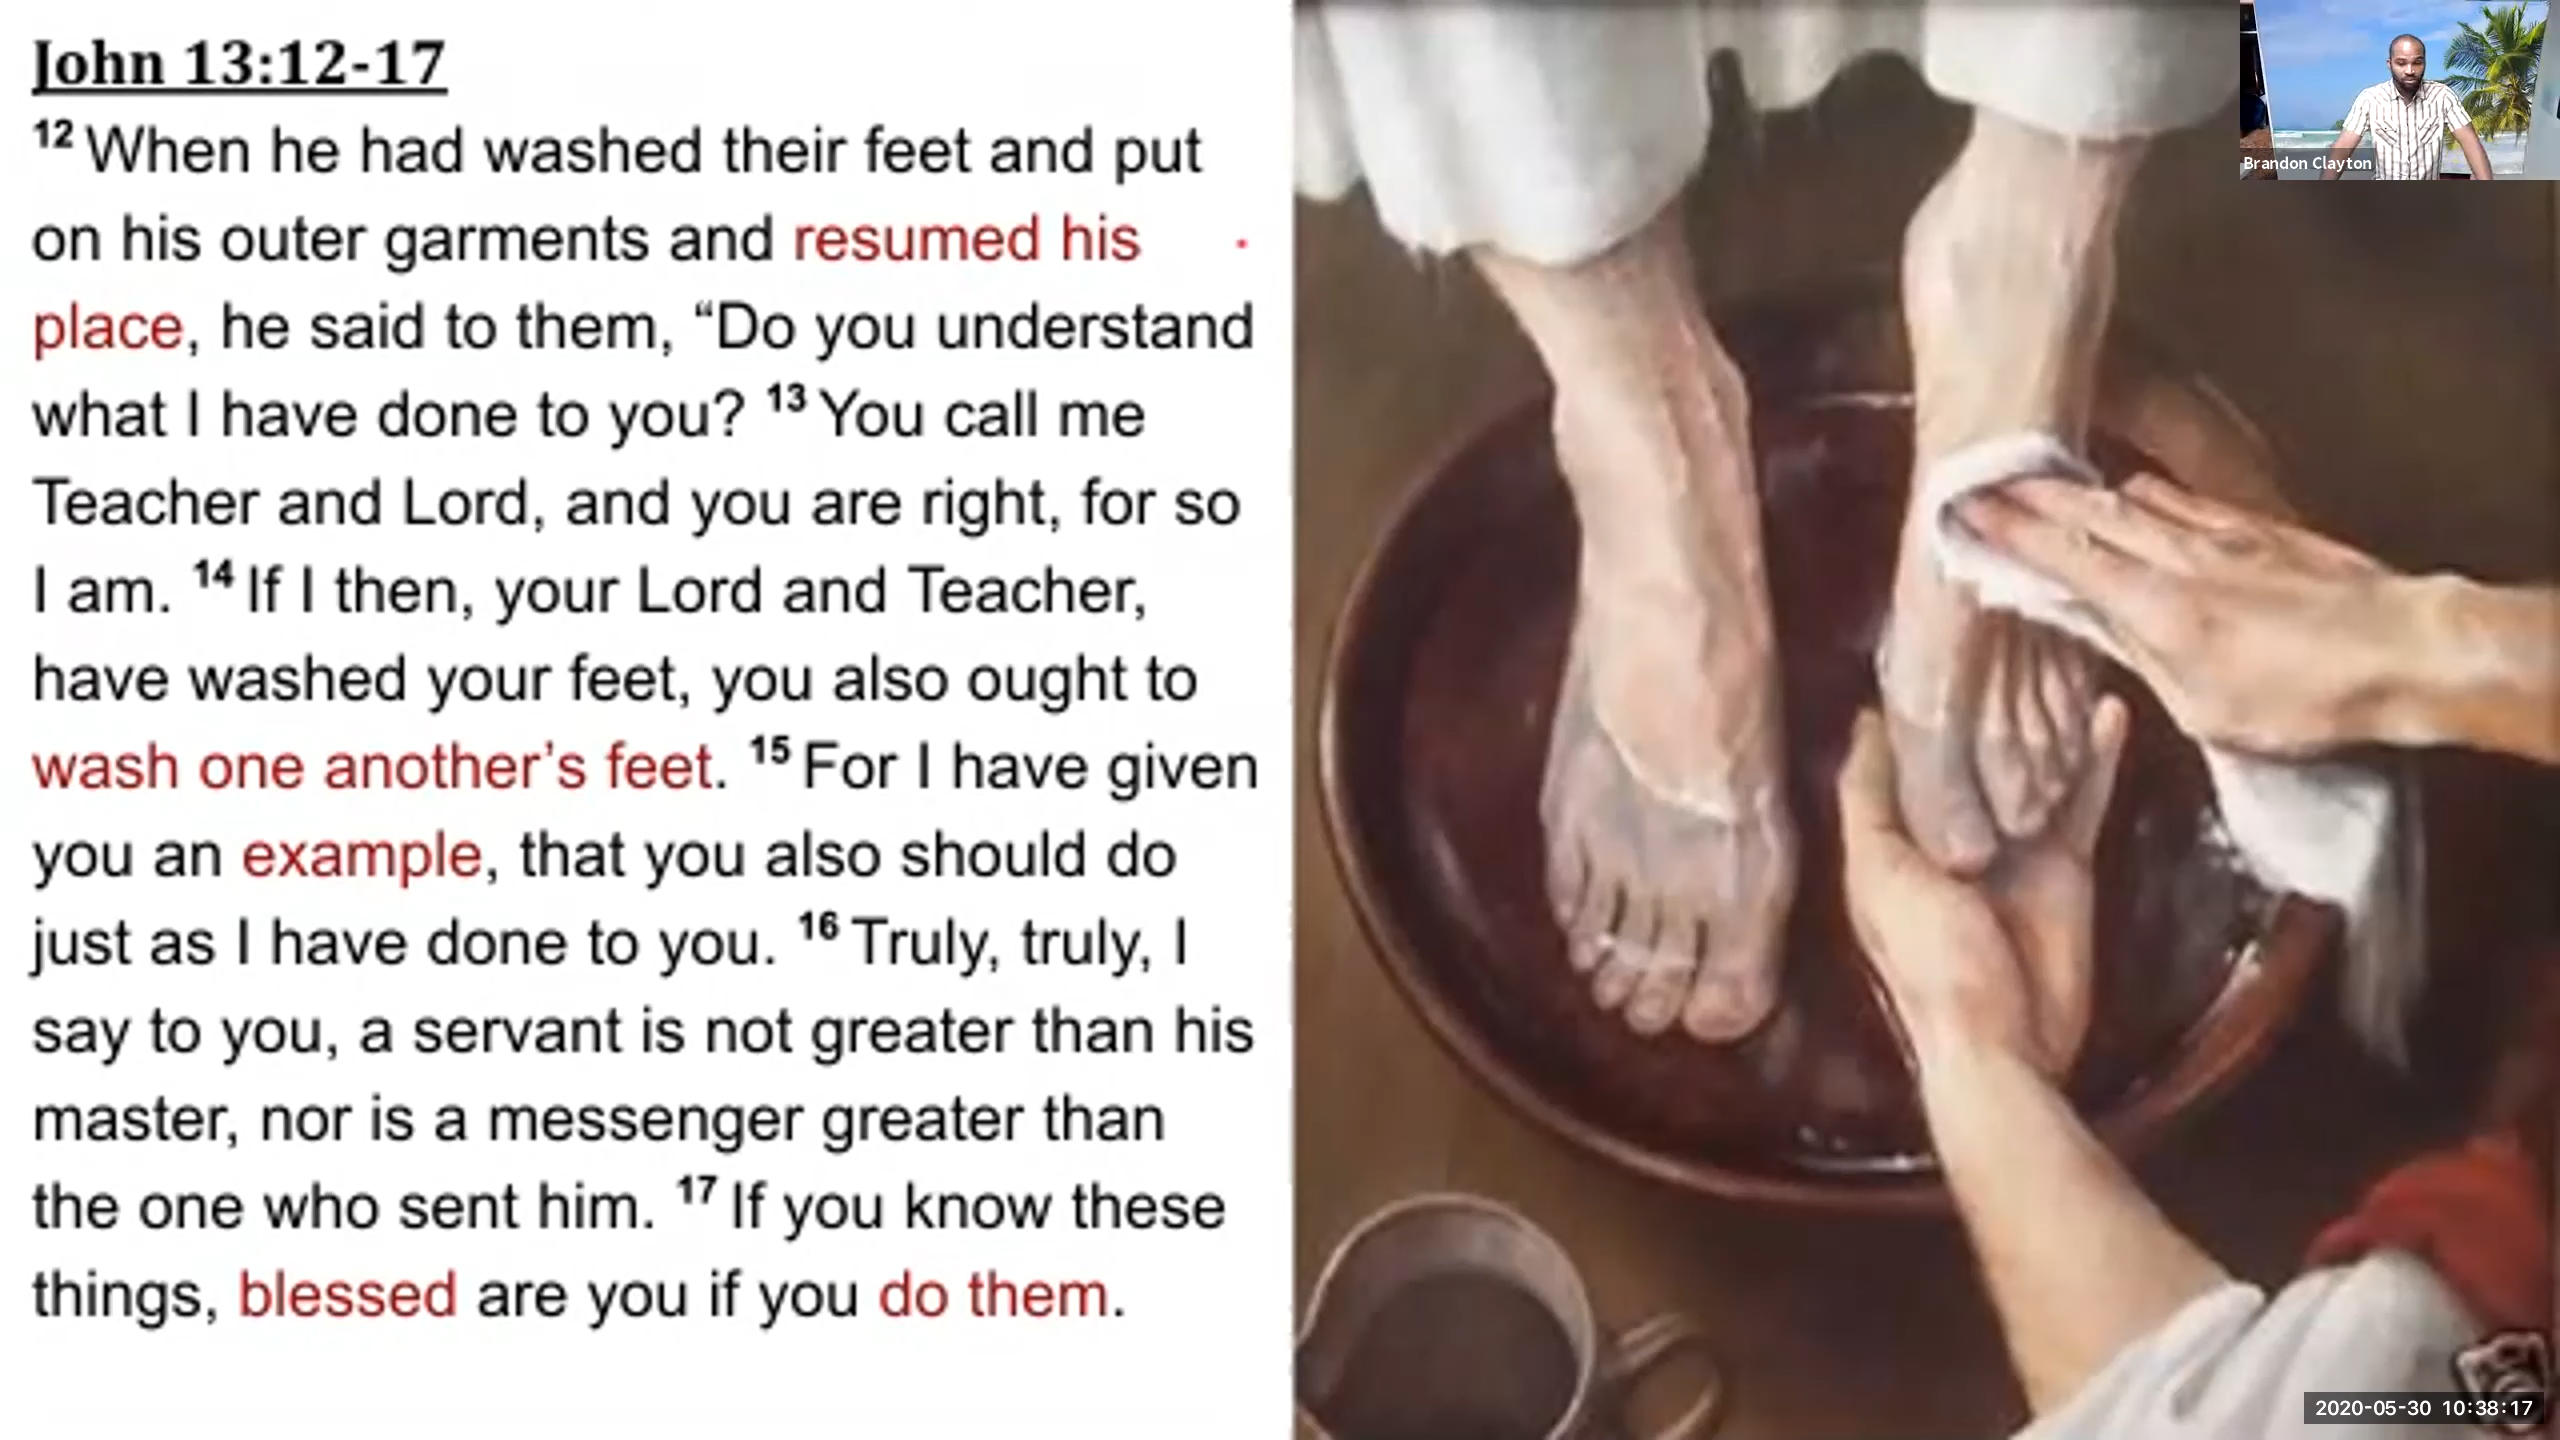 John 13:12-17
12 When he had washed their feet and put
on his outer garments and resumed his
place, he said to them, “Do you understand
what I have done to you? 13 You call me
Teacher and Lord, and you are right, for so
I am. 14 If I then, your Lord and Teacher,
have washed your feet, you also ought to
wash one another’s feet. 15 For I have given
you an example, that you also should do
just as I have done to you. 16 Truly, truly, I
say to you, a servant is not greater than his
master, nor is a messenger greater than
the one who sent him. 17 If you know these
things, blessed are you if you do them.
Brandon Clayton
2020-05-30 10:38:17